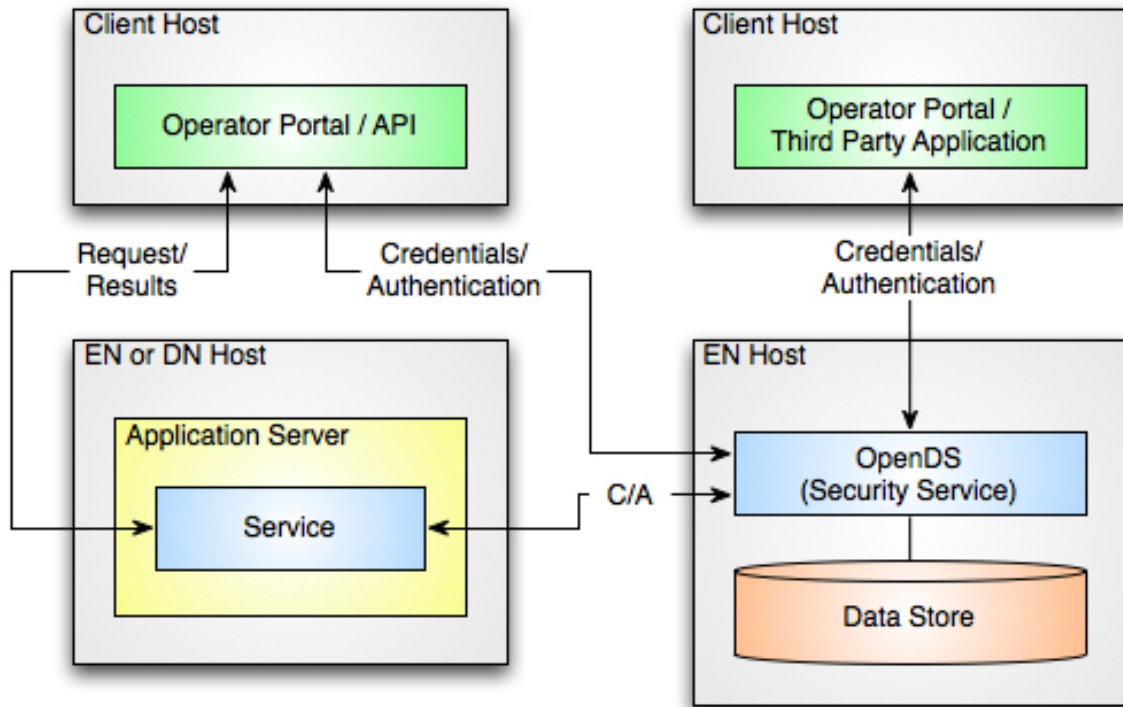 Client Host
Operator Portal / API
Client Host
Operator Portal /
Third Party Application
Request/
Results
Credentials/
Authentication
Credentials/
Authentication
EN or DN Host
Application Server
Service
C/A
EN Host
OpenDS
(Security Service)
Data Store